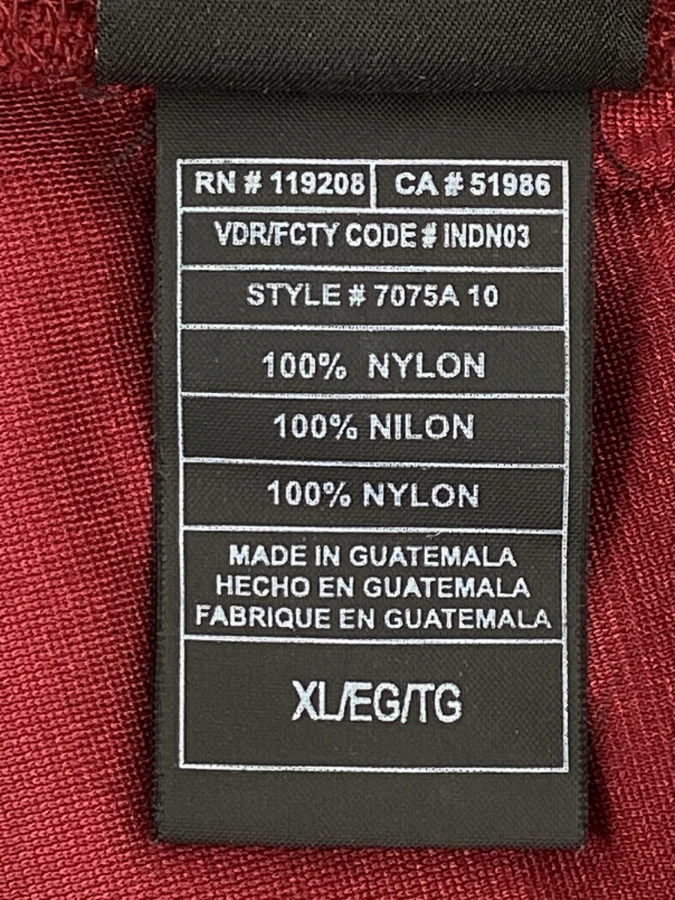 RN # 119208 CA # 51986
VDR/FCTY CODE # INDN03
STYLE # 7075A 10
100% NYLON
100% NILON
100% NYLON
MADE IN GUATEMALA
HECHO EN GUATEMALA
FABRIQUE EN GUATEMALA
XL/EG/TG